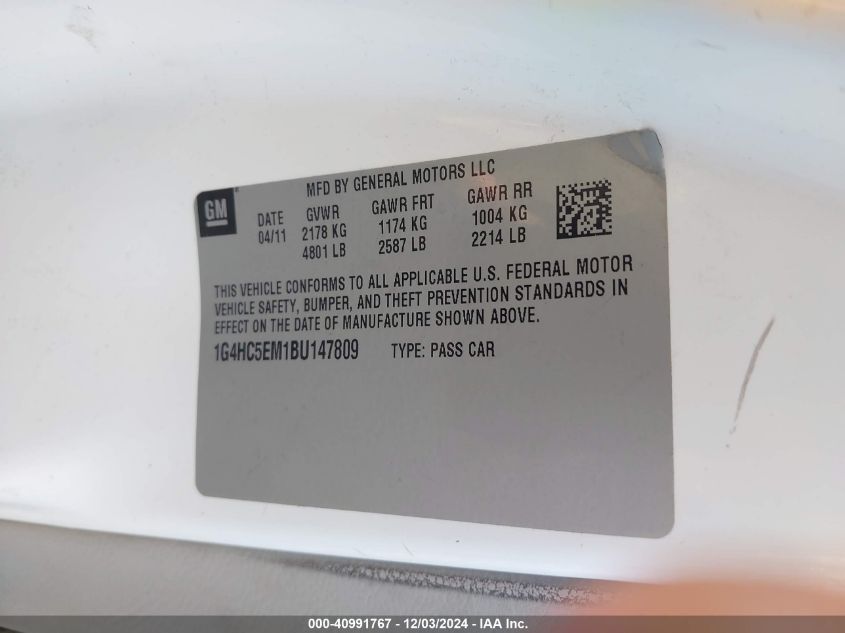 MFD BY GENERAL MOTORS LLC
GM
DATE GVWR GAWR FRT GAWR RR
04/11 2178 KG 1174 KG 1004 KG
4801 LB 2587 LB 2214 LB
THIS VEHICLE CONFORMS TO ALL APPLICABLE U.S. FEDERAL MOTOR
VEHICLE SAFETY, BUMPER, AND THEFT PREVENTION STANDARDS IN
EFFECT ON THE DATE OF MANUFACTURE SHOWN ABOVE.
1G4HC5EM1BU147809 TYPE: PASS CAR
000-40991767 - 12/03/2024 - IAA Inc.